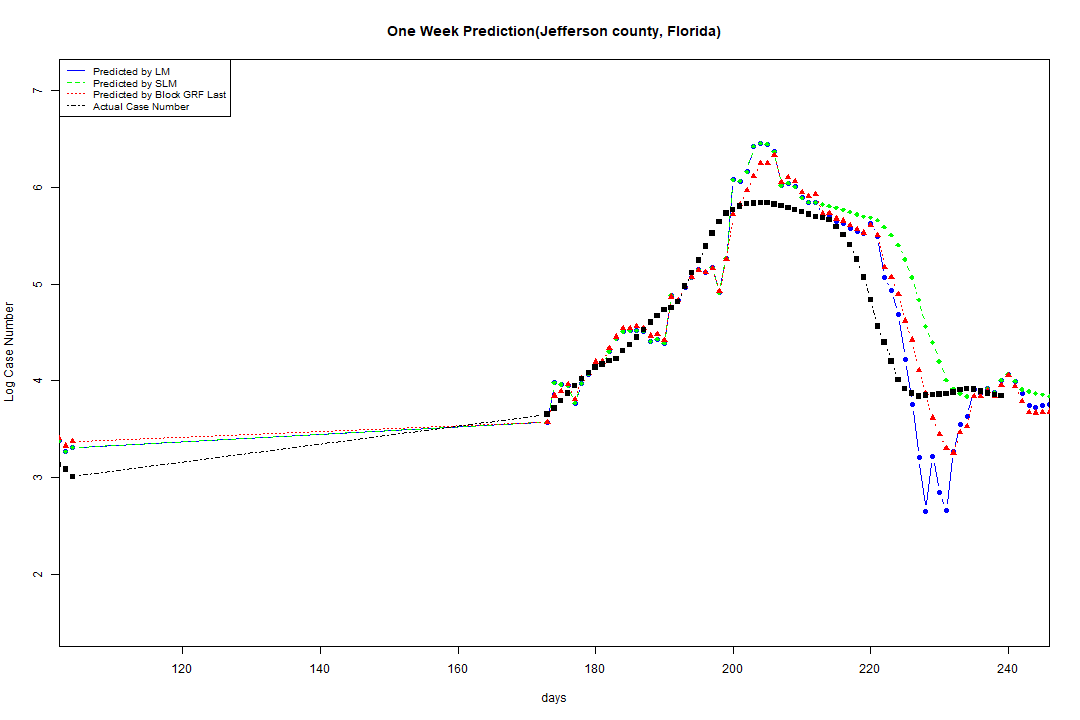 One Week Prediction(Jefferson county, Florida)
Predicted by LM
Predicted by SLM
Predicted by Block GRF Last
Actual Case Number
7
6
5
4
3
2
Log Case Number
120 140 160 180 200 220 240
days